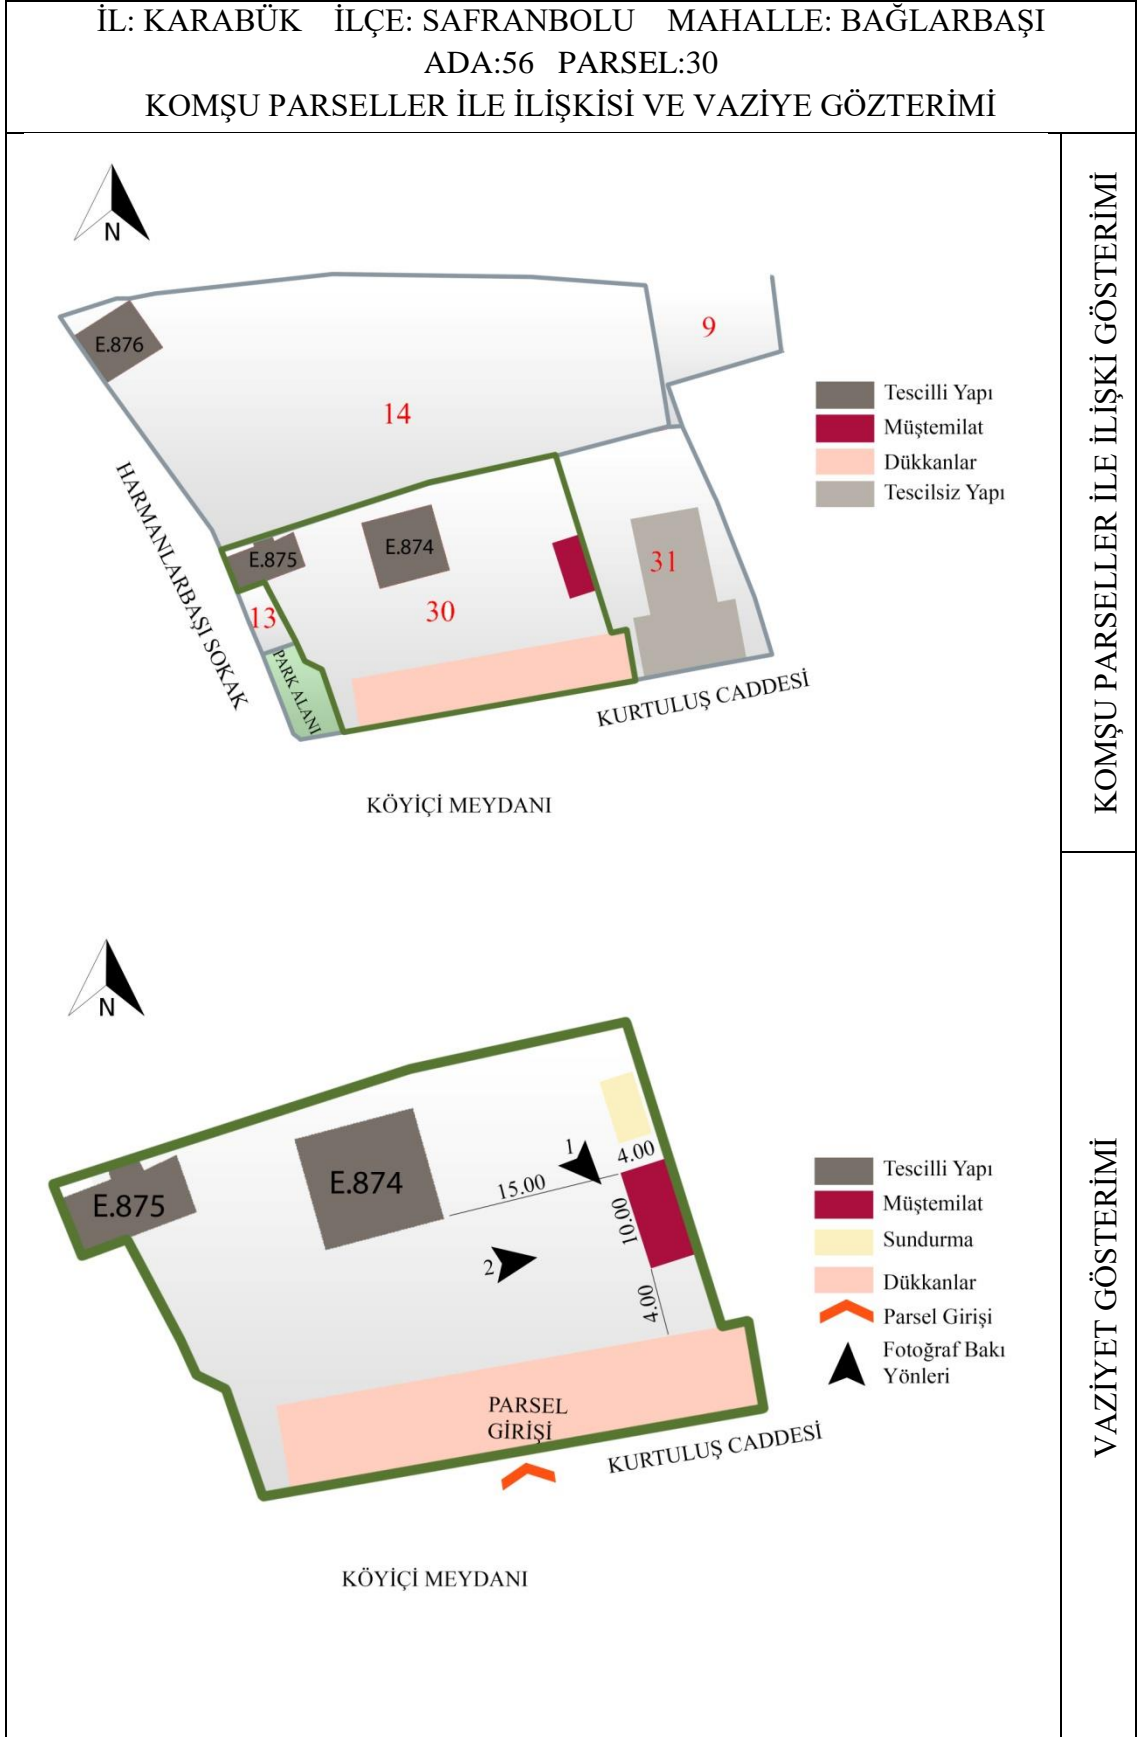 İL: KARABÜK İLÇE: SAFRANBOLU MAHALLE: BAĞLARBAŞI
ADA:56 PARSEL:30
KOMŞU PARSELLER İLE İLİŞKİSİ VE VAZİYE GÖZTERİMİ
KOMŞU PARSELLER İLE İLİŞKİ GÖSTERİMİ
N
E.876
9
14
Tescilli Yapı
Müştemilat
Dükkanlar
Tescilsiz Yapı
HARMANLARBAŞI SOKAK
E.875
E.874
31
13
30
PARK ALANI
KURTULUŞ CADDESİ
KÖYİÇİ MEYDANI
VAZİYET GÖSTERİMİ
N
E.875
E.874
1
4.00
15.00
10.00
2
4.00
Tescilli Yapı
Müştemilat
Sundurma
Dükkanlar
Parsel Girişi
Fotoğraf Bakı
Yönleri
PARSEL
GİRİŞİ
KURTULUŞ CADDESİ
KÖYİÇİ MEYDANI